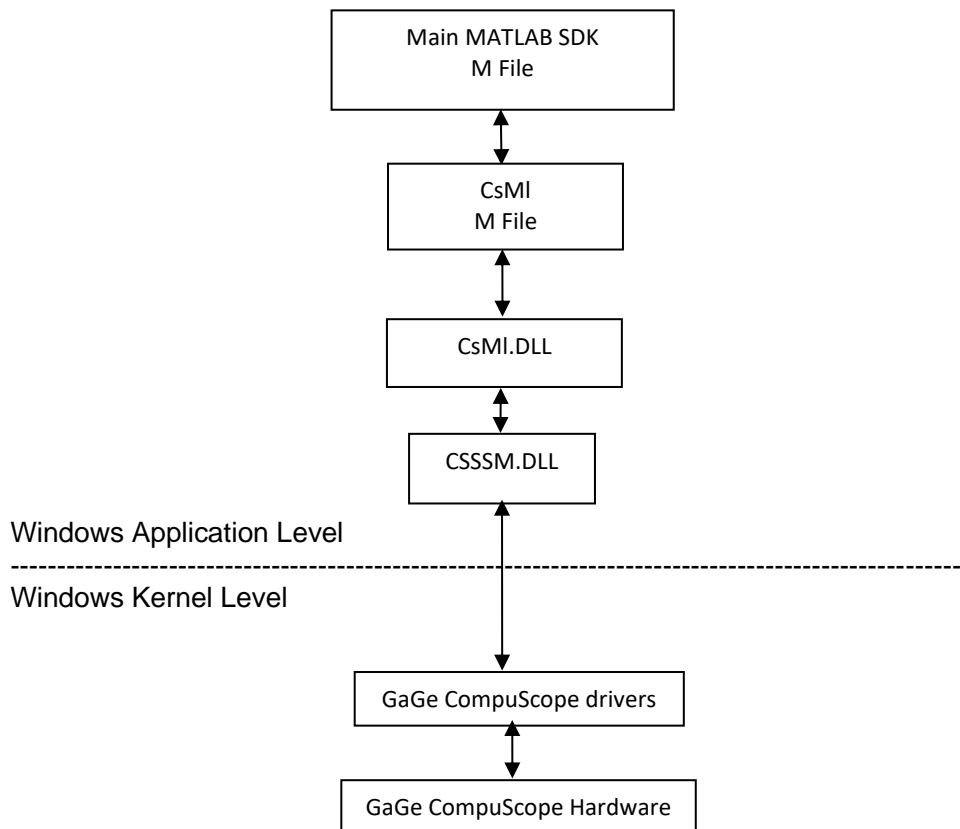 Main MATLAB SDK
M File
CsMl
M File
CsMl.DLL
CSSSM.DLL
Windows Application Level
Windows Kernel Level
GaGe CompuScope drivers
GaGe CompuScope Hardware